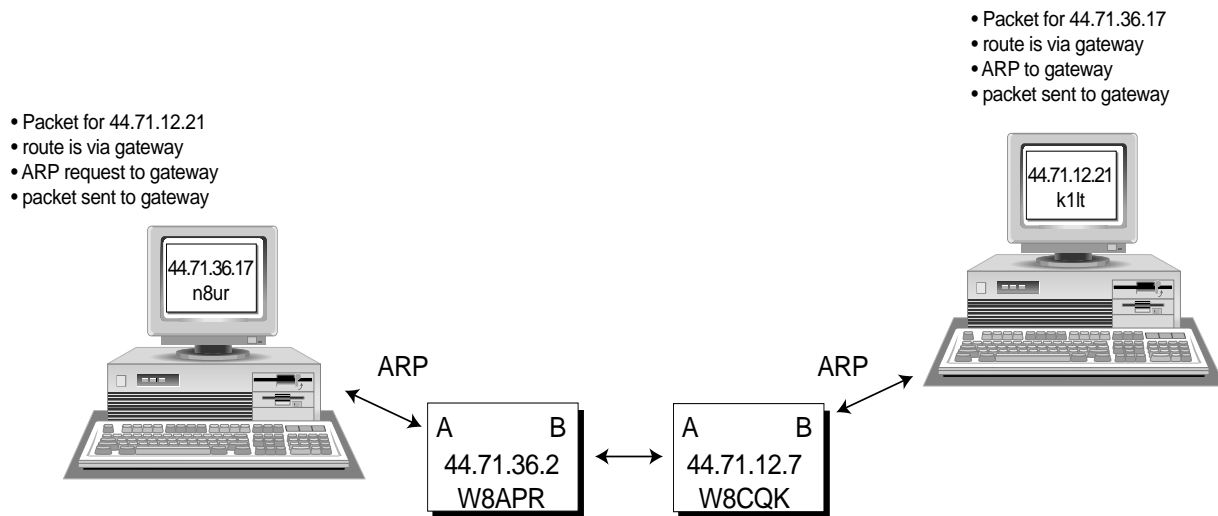 • Packet for 44.71.36.17
• route is via gateway
• ARP to gateway
• packet sent to gateway
• Packet for 44.71.12.21
• route is via gateway
• ARP request to gateway
• packet sent to gateway
44.71.12.21
k1lt
44.71.36.17
n8ur
ARP
ARP
A B
44.71.36.2
W8APR
A B
44.71.12.7
W8CQK